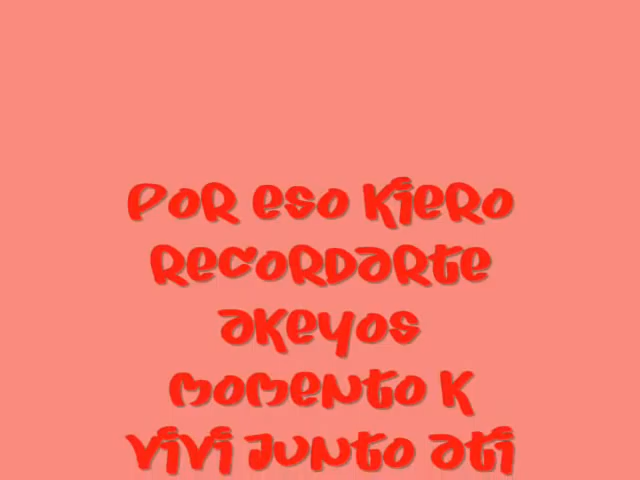 Por eso kiero
recordarte
akeyos
momento k
vivi junto ati